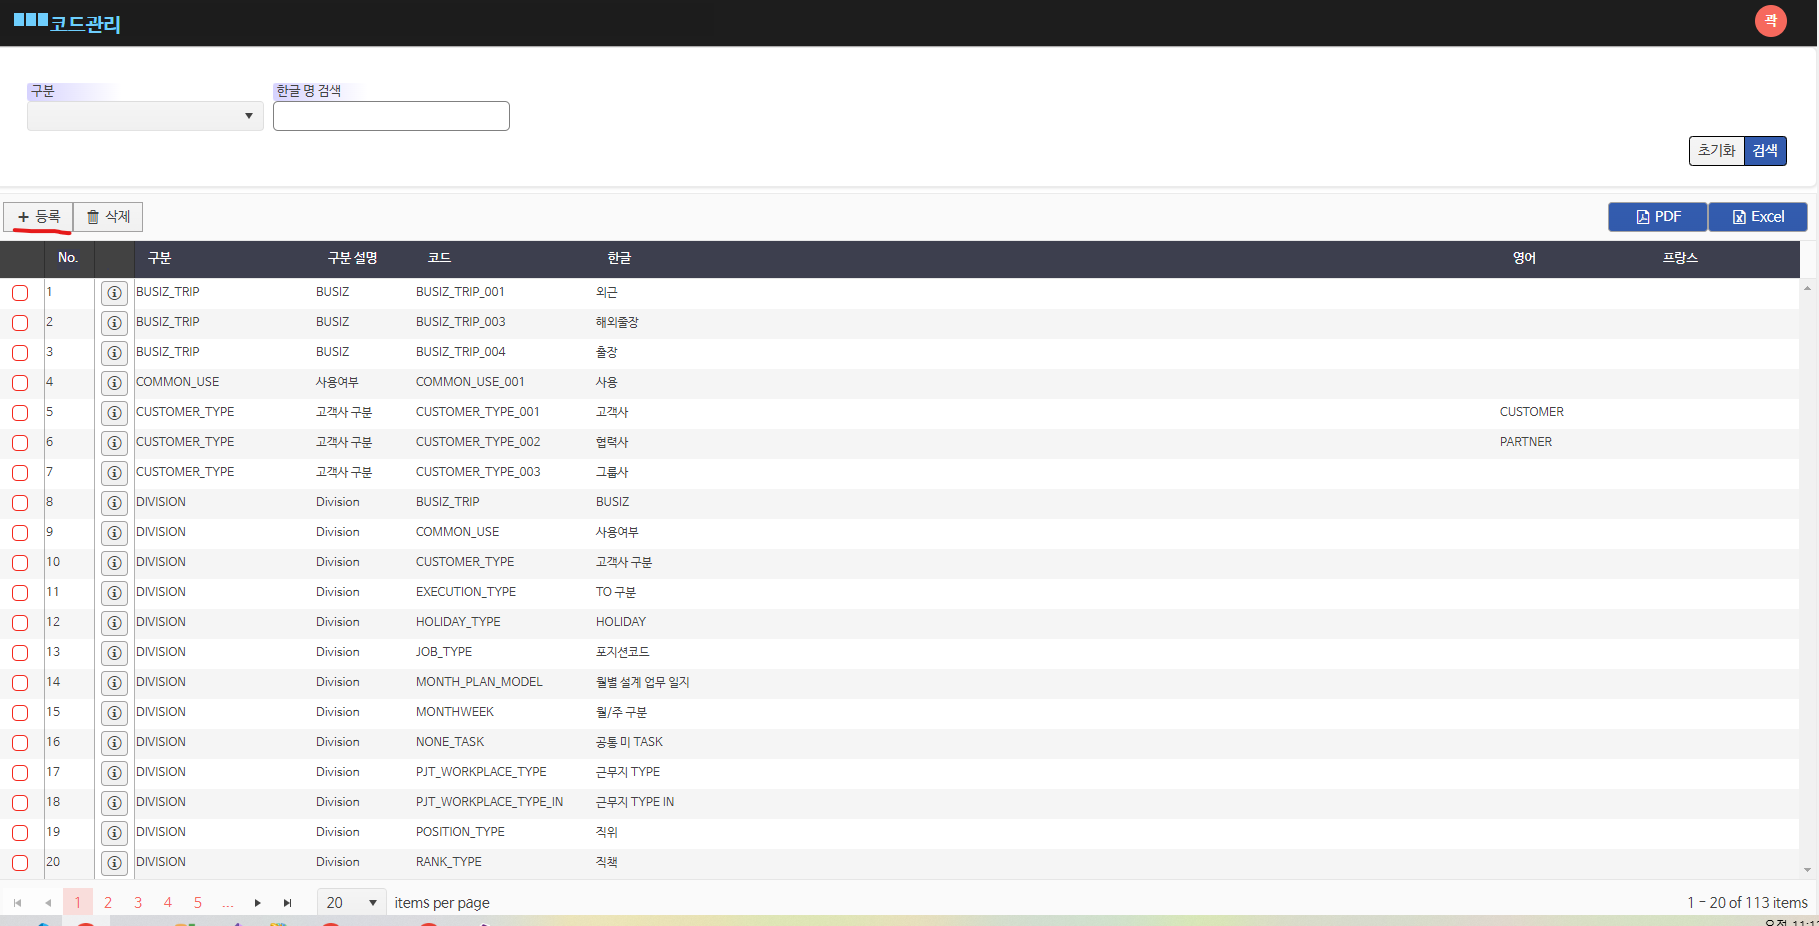 코드관리
곽
구분 한글 명 검색
초기화 검색
+ 등록 삭제 PDF Excel
No. 구분 구분 설명 코드 한글 영어 프랑스
1 BUSIZ_TRIP BUSIZ BUSIZ_TRIP_001 외근
2 BUSIZ_TRIP BUSIZ BUSIZ_TRIP_003 해외출장
3 BUSIZ_TRIP BUSIZ BUSIZ_TRIP_004 출장
4 COMMON_USE 사용여부 COMMON_USE_001 사용
5 CUSTOMER_TYPE 고객사 구분 CUSTOMER_TYPE_001 고객사 CUSTOMER
6 CUSTOMER_TYPE 고객사 구분 CUSTOMER_TYPE_002 협력사 PARTNER
7 CUSTOMER_TYPE 고객사 구분 CUSTOMER_TYPE_003 그룹사
8 DIVISION Division BUSIZ_TRIP BUSIZ
9 DIVISION Division COMMON_USE 사용여부
10 DIVISION Division CUSTOMER_TYPE 고객사 구분
11 DIVISION Division EXECUTION_TYPE TO 구분
12 DIVISION Division HOLIDAY_TYPE HOLIDAY
13 DIVISION Division JOB_TYPE 포지션코드
14 DIVISION Division MONTH_PLAN_MODEL 월별 설계 업무 일지
15 DIVISION Division MONTHWEEK 월/주 구분
16 DIVISION Division NONE_TASK 공통 미 TASK
17 DIVISION Division PJT_WORKPLACE_TYPE 근무지 TYPE
18 DIVISION Division PJT_WORKPLACE_TYPE_IN 근무지 TYPE IN
19 DIVISION Division POSITION_TYPE 직위
20 DIVISION Division RANK_TYPE 직책
1 2 3 4 5 ... 20 items per page 1 - 20 of 113 items